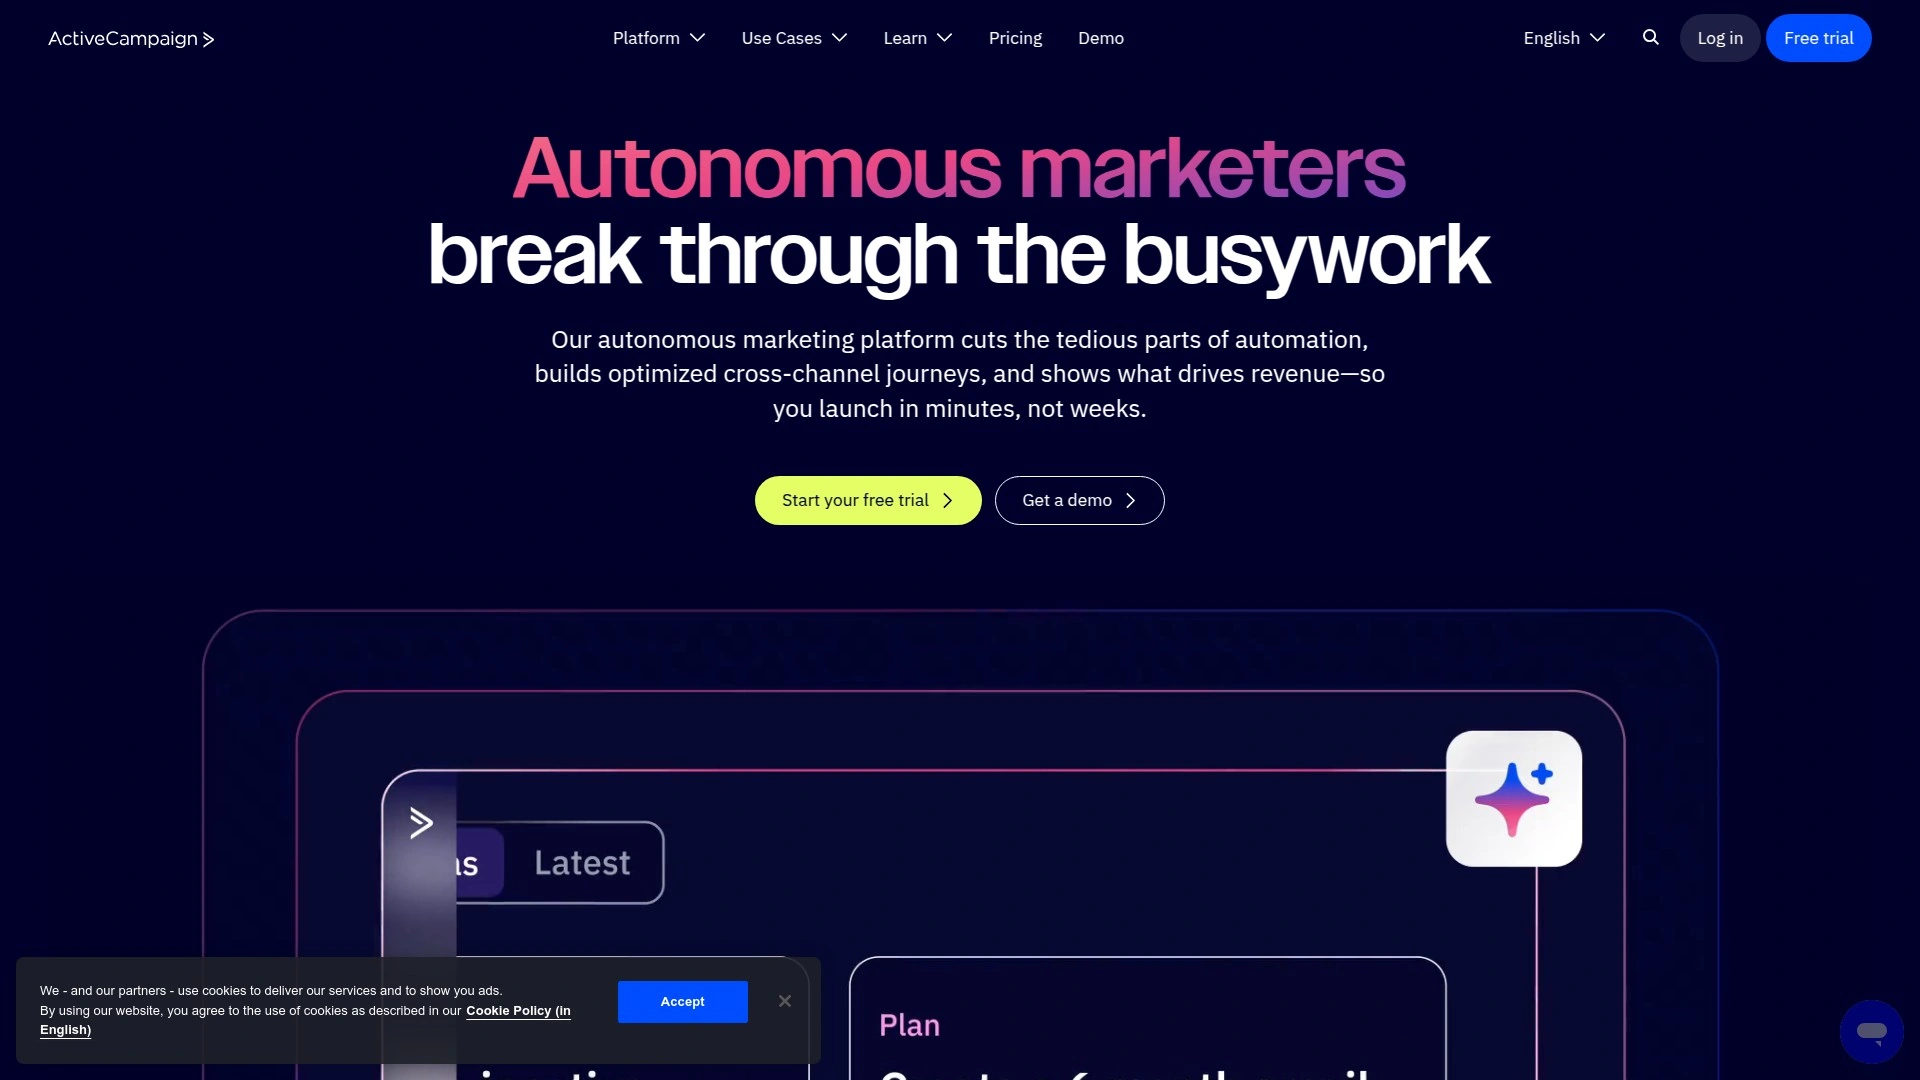 ActiveCampaign
Platform
Use Cases
Learn
Pricing
Demo
English
Log in
Free trial
Autonomous marketers
break through the busywork
Our autonomous marketing platform cuts the tedious parts of automation,
builds optimized cross-channel journeys, and shows what drives revenue—so
you launch in minutes, not weeks.
Start your free trial
Get a demo
Latest
Plan
We - and our partners - use cookies to deliver our services and to show you ads.
By using our website, you agree to the use of cookies as described in our Cookie Policy (in
English)
Accept